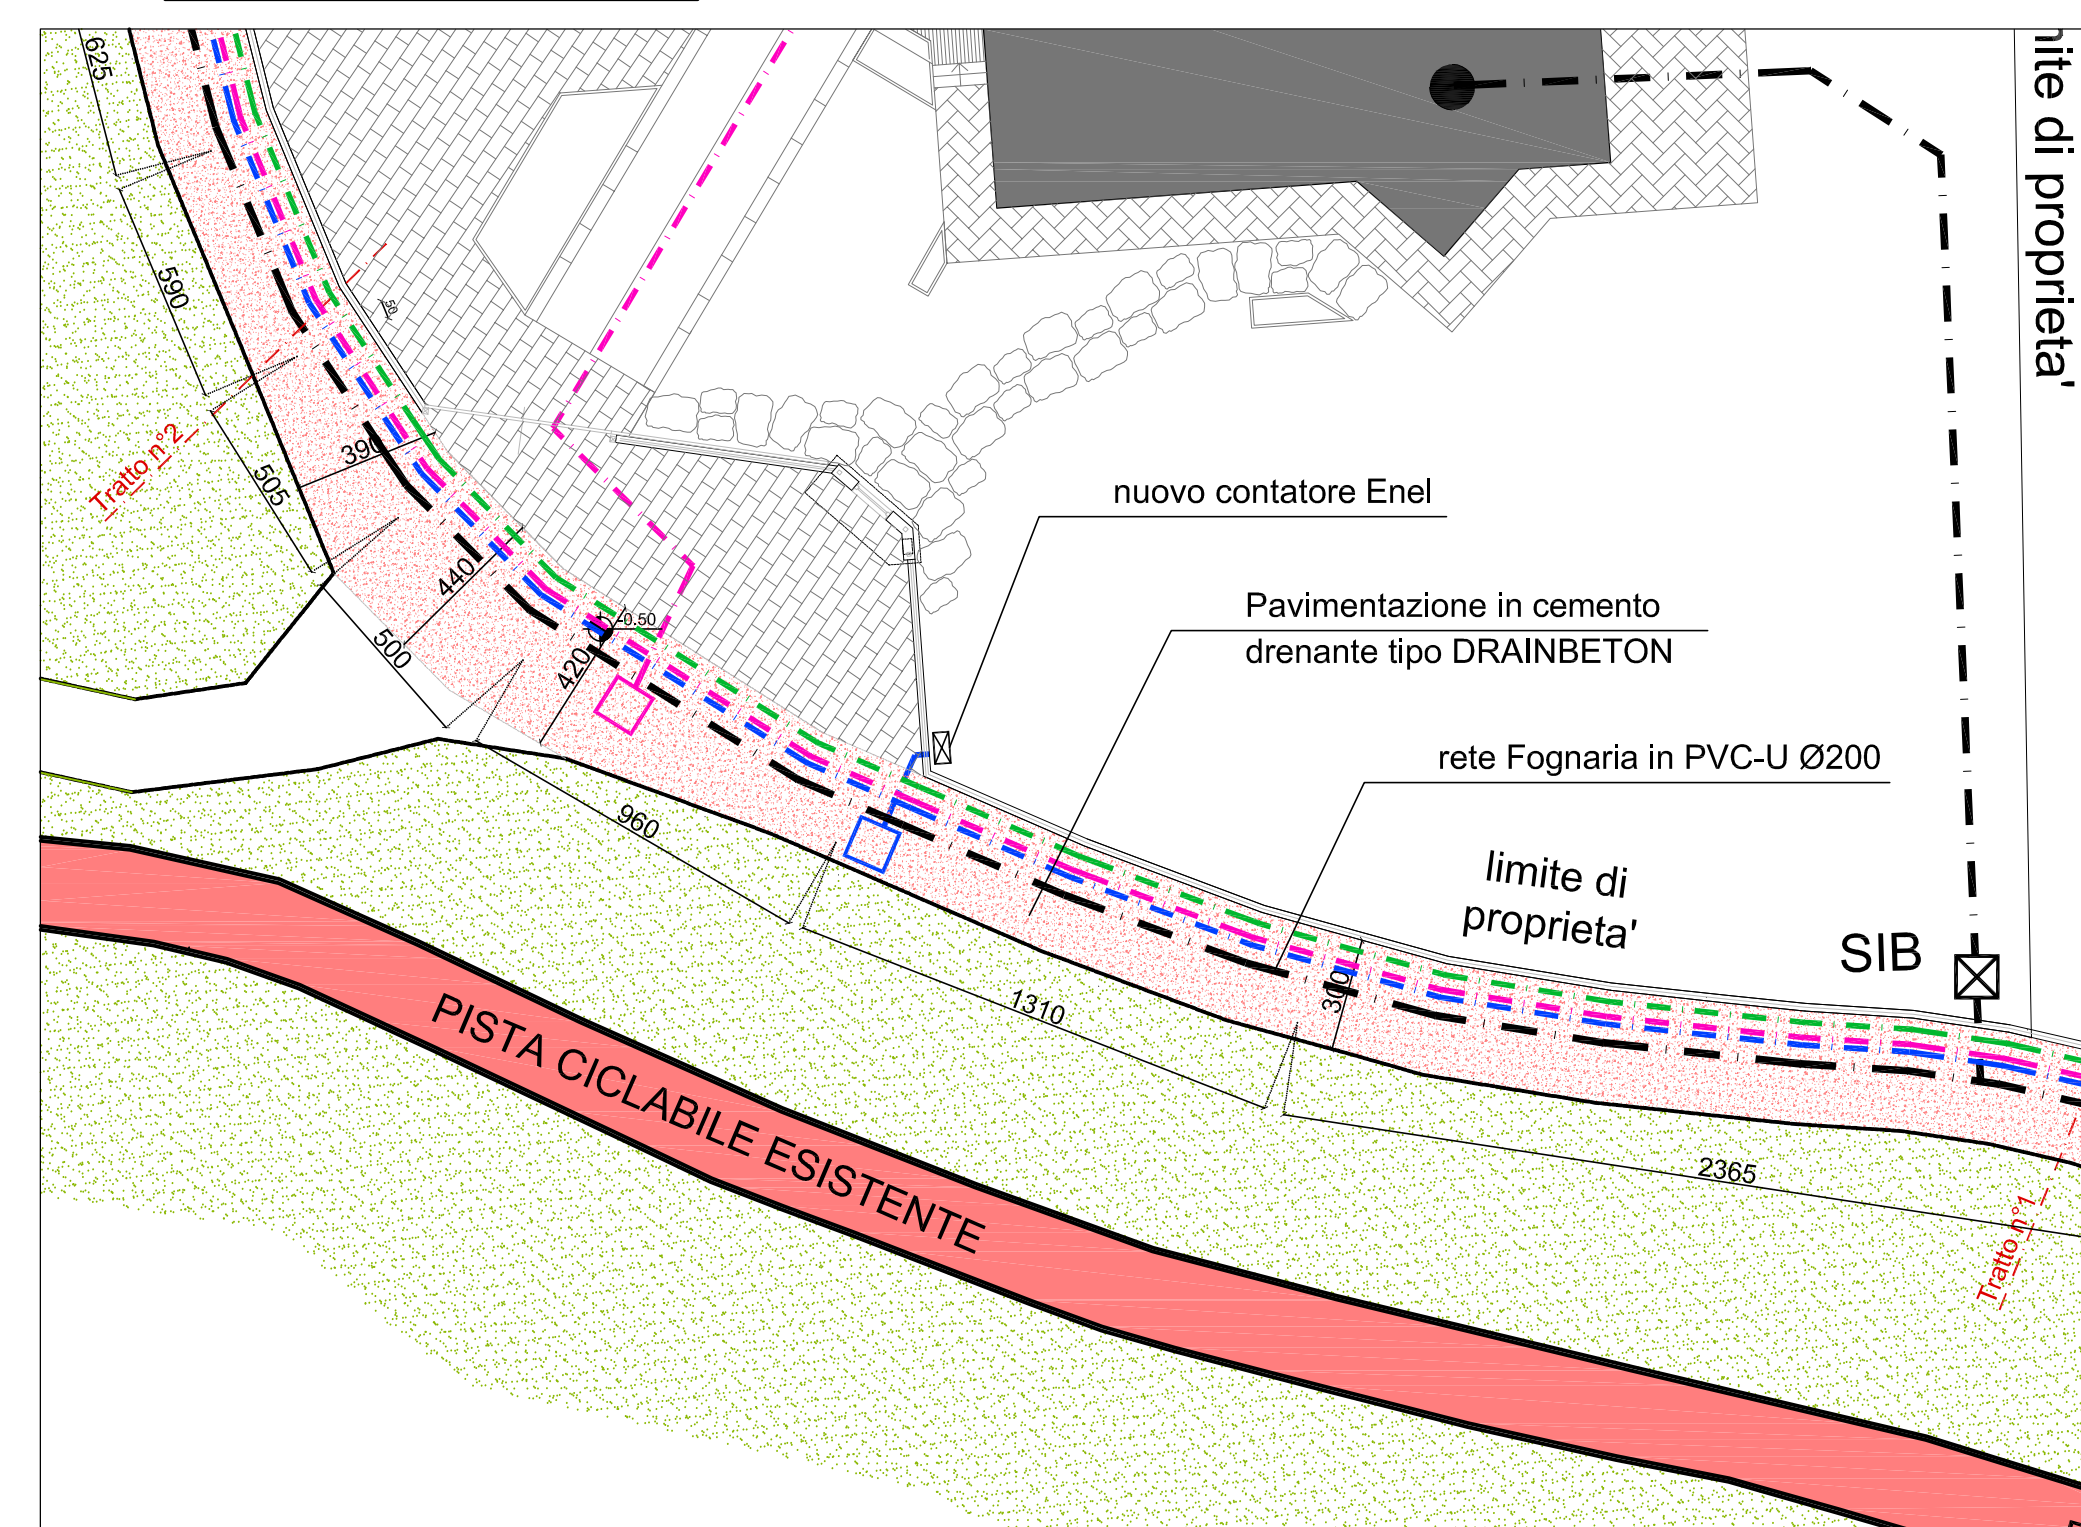 625
590
50
Tratto n°2
390
505
440
500
-0.50
420
nuovo contatore Enel
Pavimentazione in cemento
drenante tipo DRAINBETON
rete Fognaria in PVC-U Ø200
di proprieta'
960
limite di
proprieta'
SIB
300
1310
PISTA CICLABILE ESISTENTE
2365
Tratto n°1